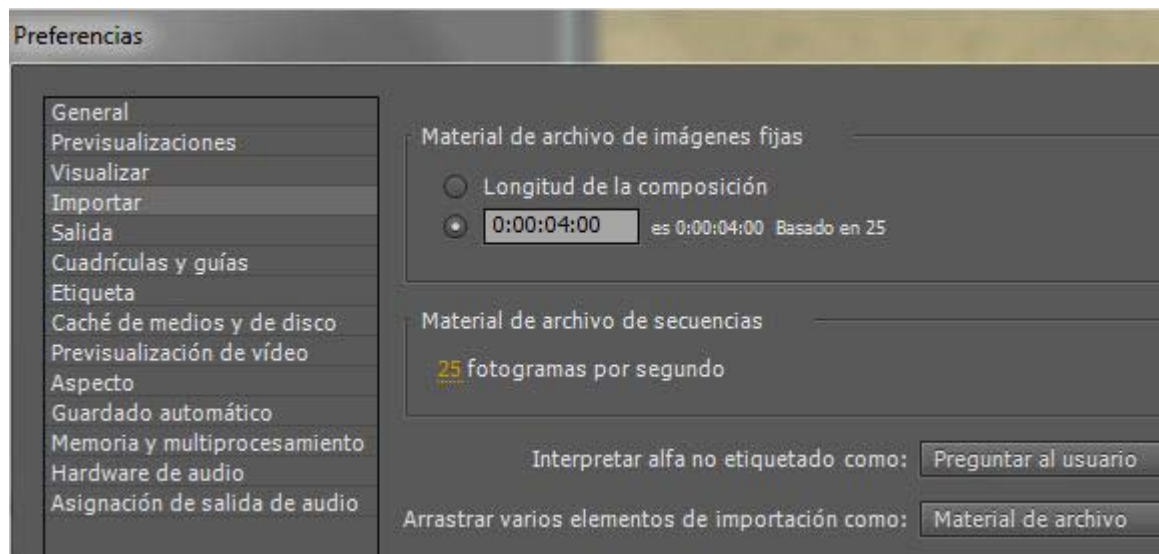 Preferencias
General
Previsualizaciones
Visualizar
Importar
Salida
Cuadrículas y guías
Etiqueta
Caché de medios y de disco
Previsualización de vídeo
Aspecto
Guardado automático
Memoria y multiprocesamiento
Hardware de audio
Asignación de salida de audio
Material de archivo de imágenes fijas
Longitud de la composición
0:00:04:00 es 0:00:04:00 Basado en 25
Material de archivo de secuencias
25 fotogramas por segundo
Interpretar alfa no etiquetado como: Preguntar al usuario
Arrastrar varios elementos de importación como: Material de archivo